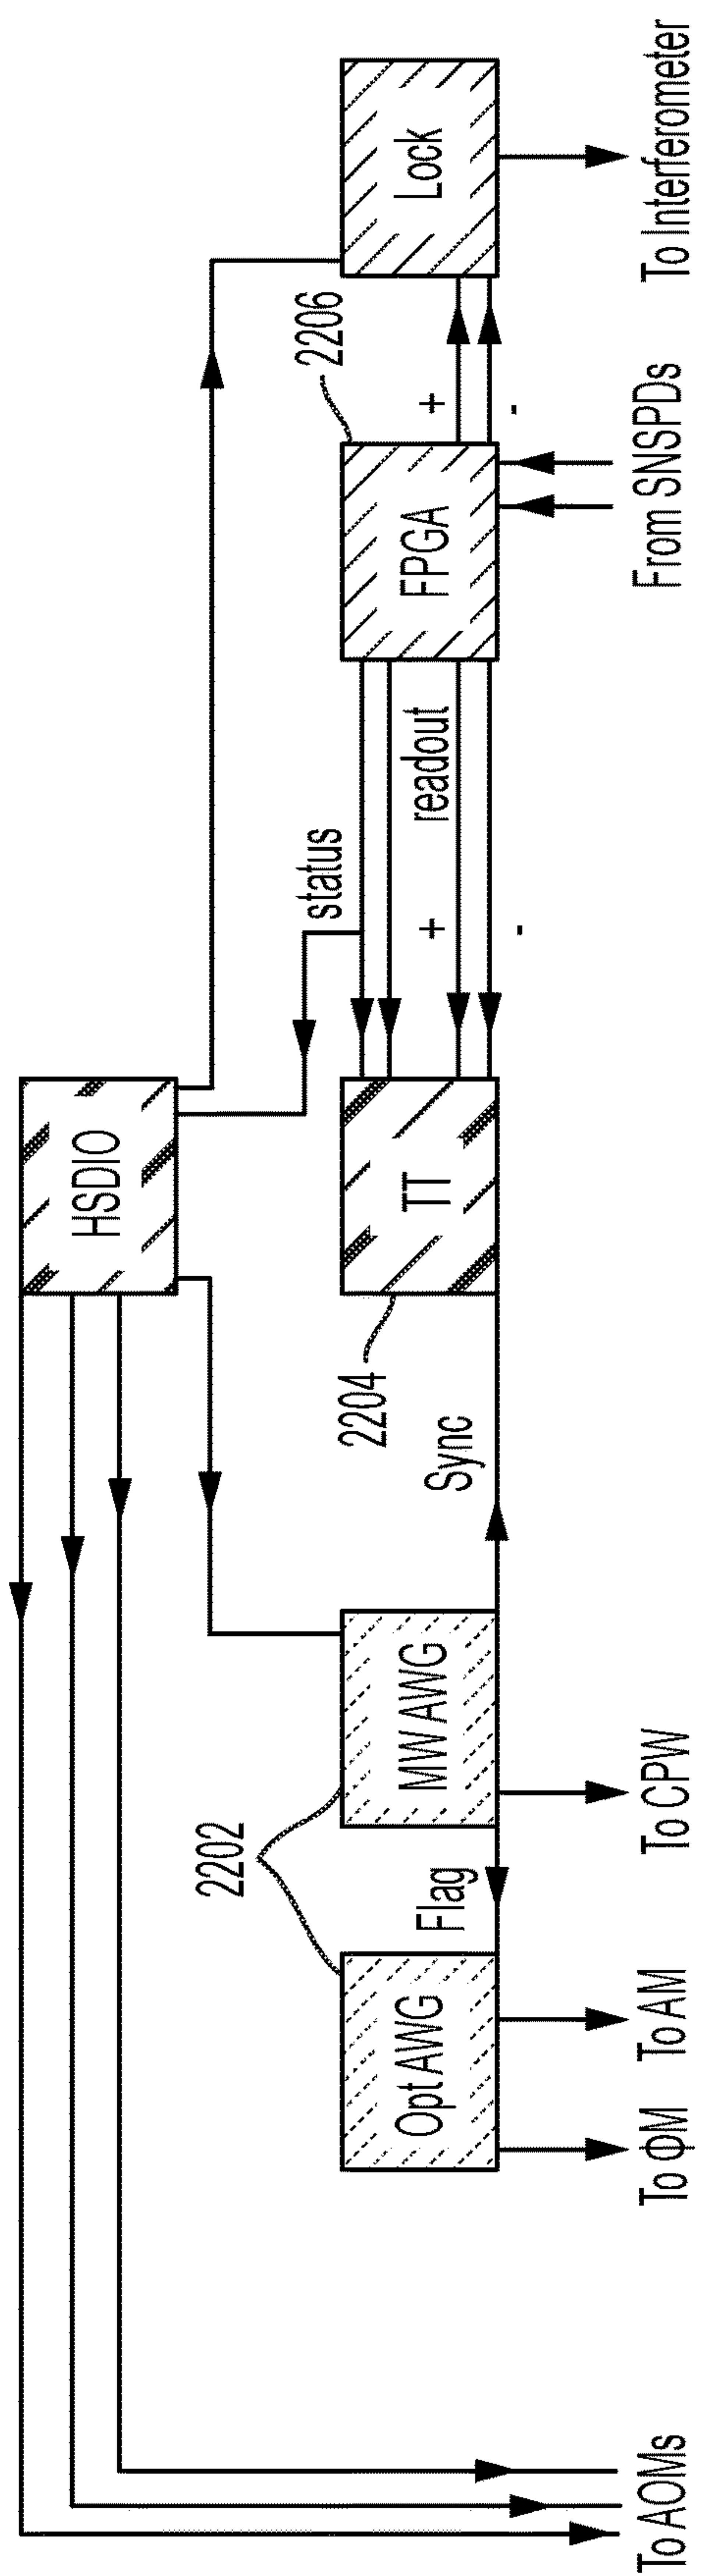 HSDIO
status
2202
2204
2206
Opt AWG
Flag
MW AWG
Sync
TT
+
readout
-
FPGA
+
-
Lock
To AOMs
To ΦM
To AM
To CPW
From SNSPDs
To Interferometer